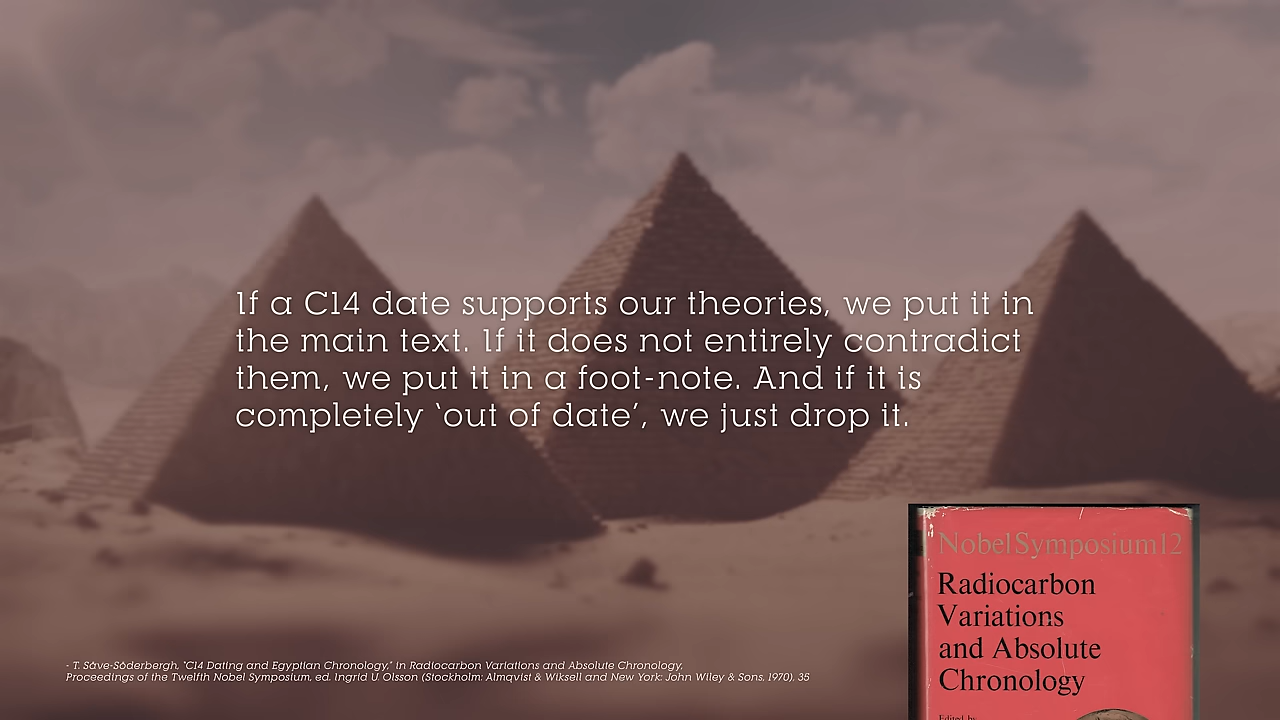 If a C14 date supports our theories, we put it in
the main text. If it does not entirely contradict
them, we put it in a foot-note. And if it is
completely ‘out of date’, we just drop it.
NobelSymposium12
Radiocarbon
Variations
and Absolute
Chronology
Edited by
- T. Säve-Söderbergh, "C14 Dating and Egyptian Chronology," in Radiocarbon Variations and Absolute Chronology,
Proceedings of the Twelfth Nobel Symposium, ed. Ingrid U. Olsson (Stockholm: Almqvist & Wiksell and New York: John Wiley & Sons, 1970), 35